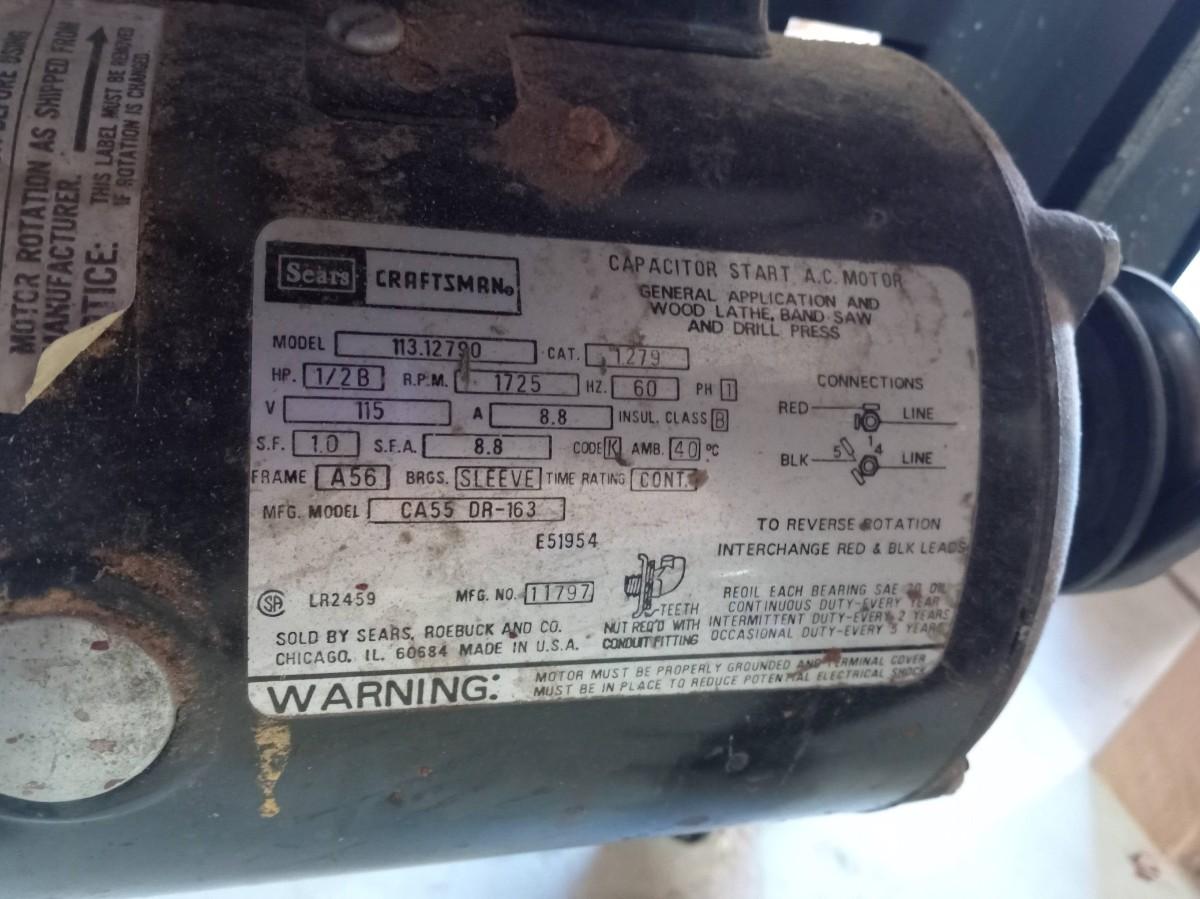 BEFORE USING
MOTOR ROTATION AS SHIPPED FROM
MANUFACTURER.
NOTICE: THIS LABEL MUST BE REMOVED
IF ROTATION IS CHANGED
Sears CRAFTSMAN®
CAPACITOR START A.C. MOTOR
GENERAL APPLICATION AND
WOOD LATHE, BAND SAW
AND DRILL PRESS
MODEL 113.12790 CAT. 1279
HP. 1/2 B R.P.M. 1725 HZ. 60 PH 1
V 115 A 8.8 INSUL. CLASS B
S.F. 1.0 S.F.A. 8.8 CODE K AMB. 40 °C
FRAME A56 BRGS. SLEEVE TIME RATING CONT.
MFG. MODEL CA55 DR-163
E51954
SA LR2459 MFG. NO. 11797
SOLD BY SEARS, ROEBUCK AND CO.
CHICAGO, IL. 60684 MADE IN U.S.A.
TEETH
NUT REQ'D WITH
CONDUIT FITTING
CONNECTIONS
RED LINE
BLK 5 1 4 LINE
TO REVERSE ROTATION
INTERCHANGE RED & BLK LEADS
REOIL EACH BEARING SAE 20 OIL
CONTINUOUS DUTY-EVERY YEAR
INTERMITTENT DUTY-EVERY 2 YEARS
OCCASIONAL DUTY-EVERY 5 YEARS
WARNING: MOTOR MUST BE PROPERLY GROUNDED AND TERMINAL COVER
MUST BE IN PLACE TO REDUCE POTENTIAL ELECTRICAL SHOCK